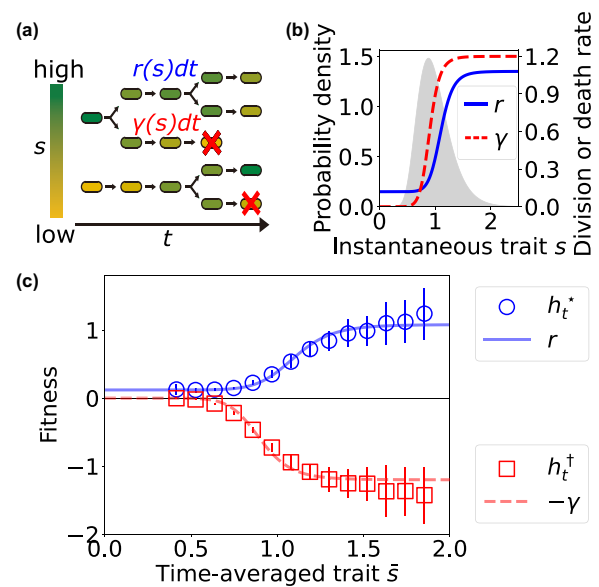 (a)
high
s
low
r(s)dt
γ(s)dt
t
(b)
Probability density
1.5
1.0
0.5
0.0
0
1
2
1.2
0.9
0.6
0.3
0.0
Division or death rate
r
γ
Instantaneous trait s
(c)
Fitness
1
0
−1
−2
0.0
0.5
1.0
1.5
2.0
Time-averaged trait s̄
hₜ⋆
r
hₜ†
−γ